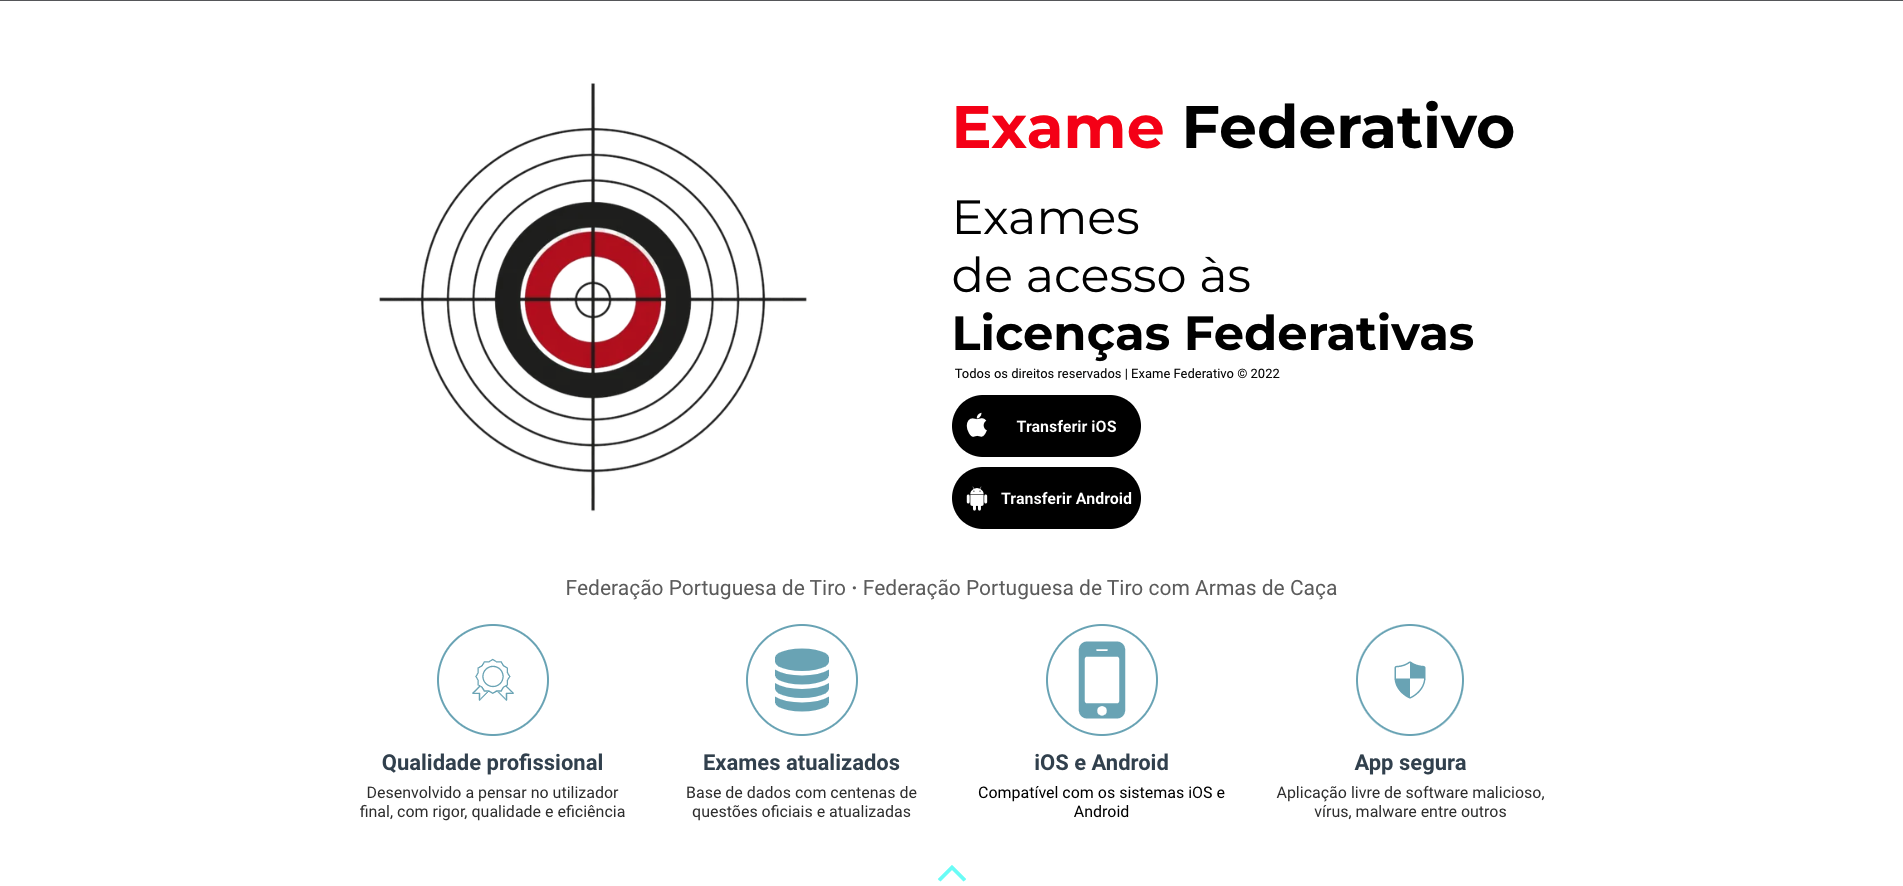 Exame Federativo
Exames
de acesso às
Licenças Federativas
Todos os direitos reservados | Exame Federativo © 2022
Transferir iOS
Transferir Android
Federação Portuguesa de Tiro · Federação Portuguesa de Tiro com Armas de Caça
Qualidade profissional
Desenvolvido a pensar no utilizador
final, com rigor, qualidade e eficiência
Exames atualizados
Base de dados com centenas de
questões oficiais e atualizadas
iOS e Android
Compatível com os sistemas iOS e
Android
App segura
Aplicação livre de software malicioso,
vírus, malware entre outros